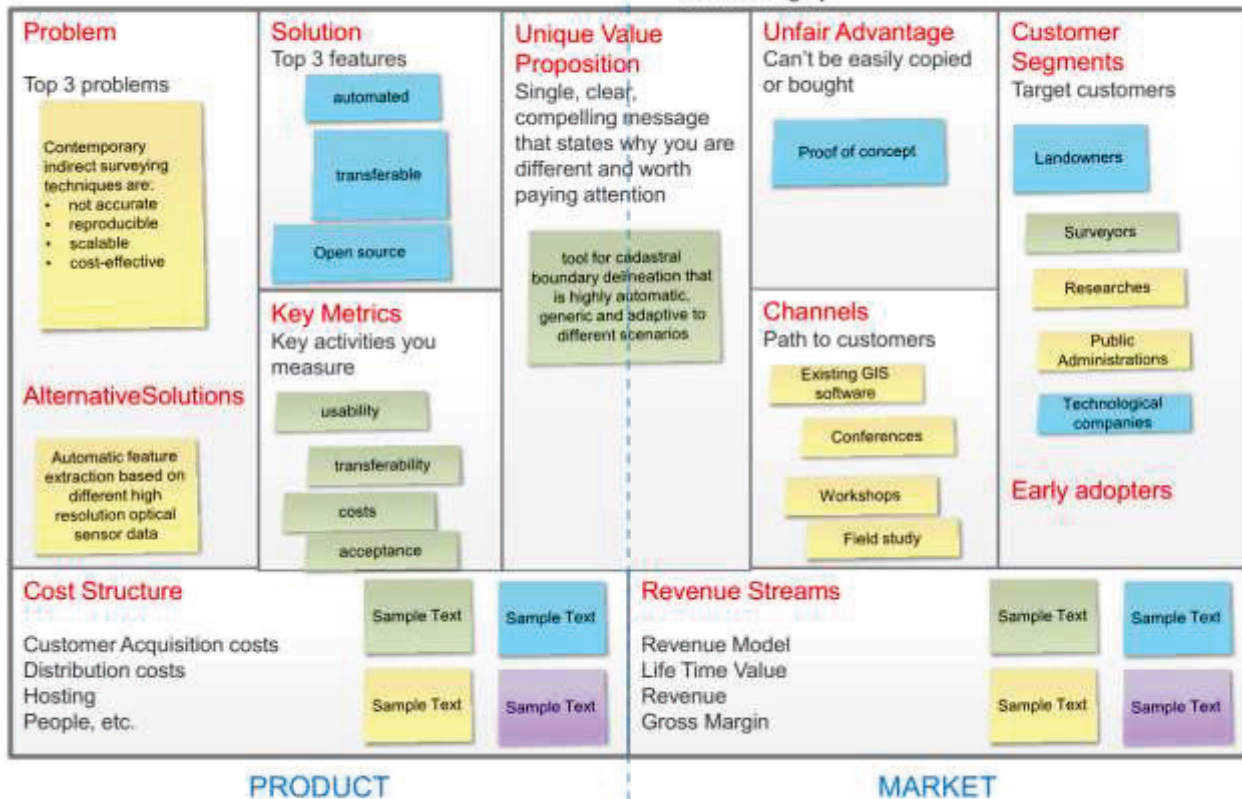 Problem
Top 3 problems
Contemporary
indirect surveying
techniques are:
• not accurate
• reproducible
• scalable
• cost-effective
AlternativeSolutions
Automatic feature
extraction based on
different high
resolution optical
sensor data
Solution
Top 3 features
automated
transferable
Open source
Key Metrics
Key activities you
measure
usability
transferability
costs
acceptance
Unique Value
Proposition
Single, clear,
compelling message
that states why you are
different and worth
paying attention
tool for cadastral
boundary delineation that
is highly automatic,
generic and adaptive to
different scenarios
Unfair Advantage
Can't be easily copied
or bought
Proof of concept
Channels
Path to customers
Existing GIS
software
Conferences
Workshops
Field study
Customer
Segments
Target customers
Landowners
Surveyors
Researches
Public
Administrations
Technological
companies
Early adopters
Cost Structure
Customer Acquisition costs
Distribution costs
Hosting
People, etc.
Sample Text
Sample Text
Sample Text
Sample Text
Revenue Streams
Revenue Model
Life Time Value
Revenue
Gross Margin
Sample Text
Sample Text
Sample Text
Sample Text
PRODUCT
MARKET